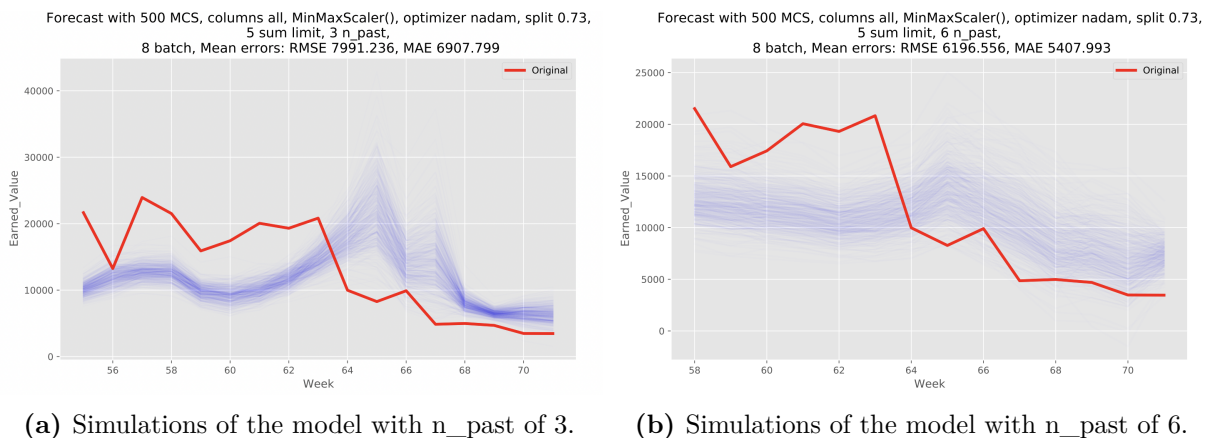 Forecast with 500 MCS, columns all, MinMaxScaler(), optimizer nadam, split 0.73,
5 sum limit, 3 n_past,
8 batch, Mean errors: RMSE 7991.236, MAE 6907.799
Original
40000
30000
20000
10000
0
Earned_Value
56 58 60 62 64 66 68 70
Week
(a) Simulations of the model with n_past of 3.
Forecast with 500 MCS, columns all, MinMaxScaler(), optimizer nadam, split 0.73,
5 sum limit, 6 n_past,
8 batch, Mean errors: RMSE 6196.556, MAE 5407.993
Original
25000
20000
15000
10000
5000
0
Earned_Value
58 60 62 64 66 68 70
Week
(b) Simulations of the model with n_past of 6.